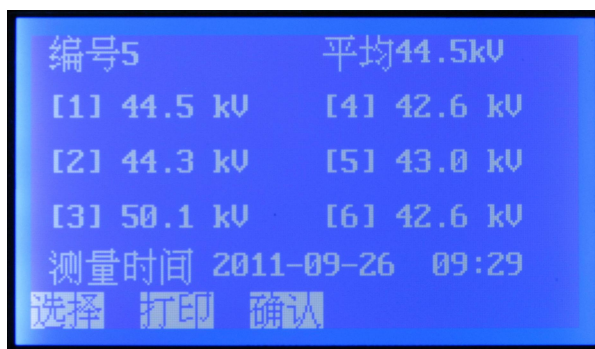 编号5 平均44.5kV
[1] 44.5 kV [4] 42.6 kV
[2] 44.3 kV [5] 43.0 kV
[3] 50.1 kV [6] 42.6 kV
测量时间 2011-09-26 09:29
选择 打印 确认